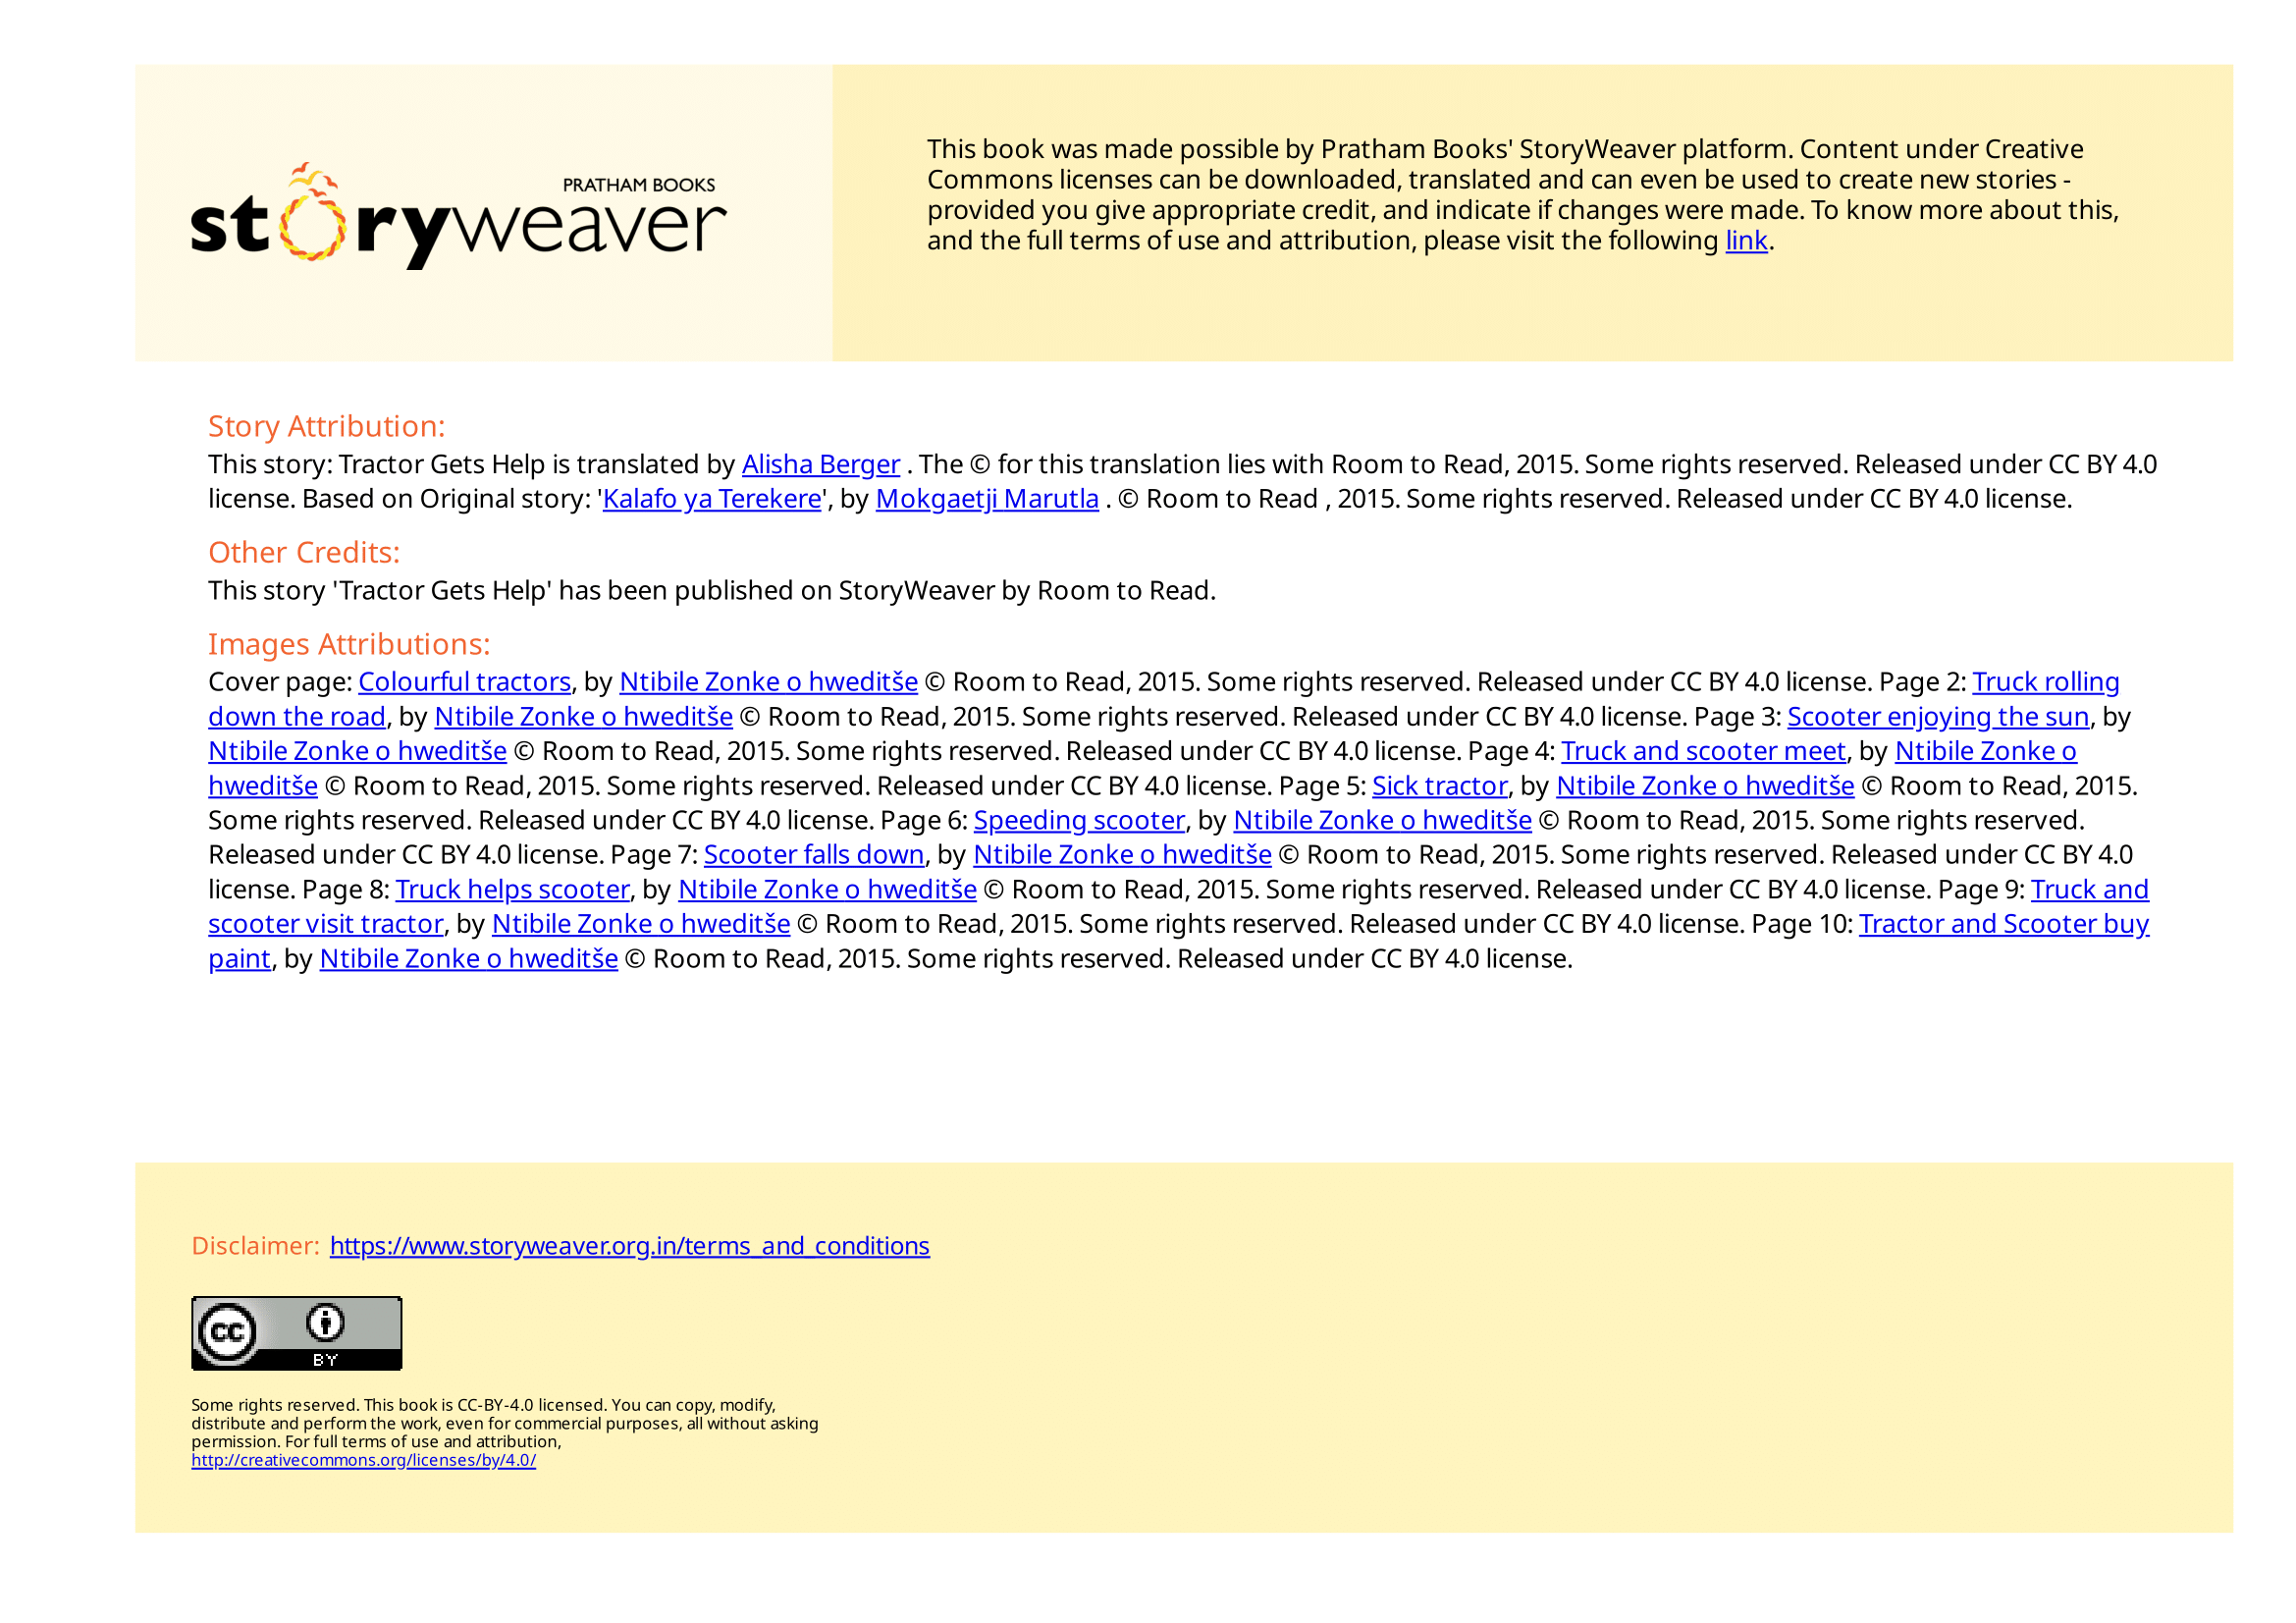 PRATHAM BOOKS
storyweaver
This book was made possible by Pratham Books' StoryWeaver platform. Content under Creative
Commons licenses can be downloaded, translated and can even be used to create new stories -
provided you give appropriate credit, and indicate if changes were made. To know more about this,
and the full terms of use and attribution, please visit the following link.
Story Attribution:
This story: Tractor Gets Help is translated by Alisha Berger . The © for this translation lies with Room to Read, 2015. Some rights reserved. Released under CC BY 4.0
license. Based on Original story: 'Kalafo ya Terekere', by Mokgaetji Marutla . © Room to Read , 2015. Some rights reserved. Released under CC BY 4.0 license.
Other Credits:
This story 'Tractor Gets Help' has been published on StoryWeaver by Room to Read.
Images Attributions:
Cover page: Colourful tractors, by Ntibile Zonke o hweditše © Room to Read, 2015. Some rights reserved. Released under CC BY 4.0 license. Page 2: Truck rolling
down the road, by Ntibile Zonke o hweditše © Room to Read, 2015. Some rights reserved. Released under CC BY 4.0 license. Page 3: Scooter enjoying the sun, by
Ntibile Zonke o hweditše © Room to Read, 2015. Some rights reserved. Released under CC BY 4.0 license. Page 4: Truck and scooter meet, by Ntibile Zonke o
hweditše © Room to Read, 2015. Some rights reserved. Released under CC BY 4.0 license. Page 5: Sick tractor, by Ntibile Zonke o hweditše © Room to Read, 2015.
Some rights reserved. Released under CC BY 4.0 license. Page 6: Speeding scooter, by Ntibile Zonke o hweditše © Room to Read, 2015. Some rights reserved.
Released under CC BY 4.0 license. Page 7: Scooter falls down, by Ntibile Zonke o hweditše © Room to Read, 2015. Some rights reserved. Released under CC BY 4.0
license. Page 8: Truck helps scooter, by Ntibile Zonke o hweditše © Room to Read, 2015. Some rights reserved. Released under CC BY 4.0 license. Page 9: Truck and
scooter visit tractor, by Ntibile Zonke o hweditše © Room to Read, 2015. Some rights reserved. Released under CC BY 4.0 license. Page 10: Tractor and Scooter buy
paint, by Ntibile Zonke o hweditše © Room to Read, 2015. Some rights reserved. Released under CC BY 4.0 license.
Disclaimer: https://www.storyweaver.org.in/terms_and_conditions
cc
BY
Some rights reserved. This book is CC-BY-4.0 licensed. You can copy, modify,
distribute and perform the work, even for commercial purposes, all without asking
permission. For full terms of use and attribution,
http://creativecommons.org/licenses/by/4.0/